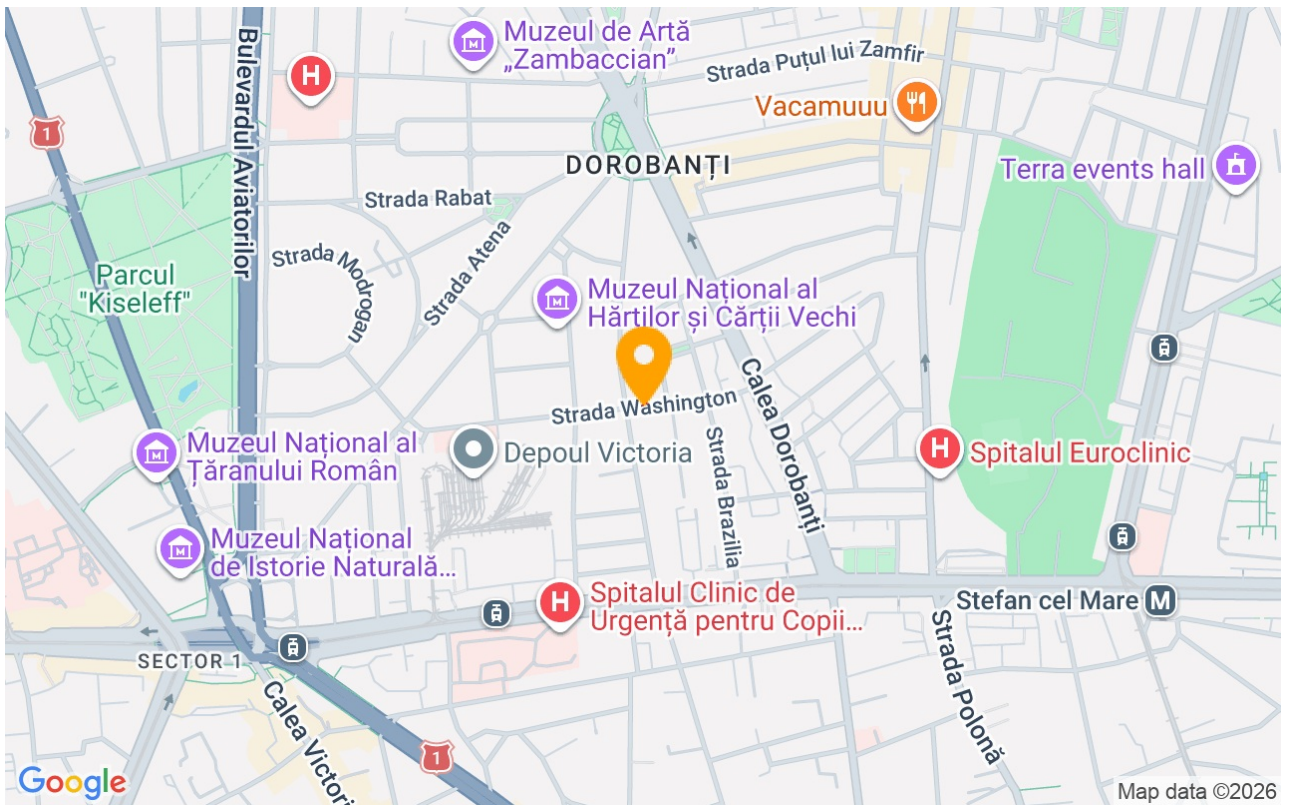 Muzeul de Artă
„Zambaccian”
Strada Puțul lui Zamfir
Bulevardul Aviatorilor
H
Vacamuuu
1
DOROBANȚI
Terra events hall
Strada Rabat
Strada Atena
Strada Modrogan
Parcul
"Kiseleff"
Muzeul Național al
Hărților și Cărții Vechi
Calea Dorobanți
Strada Washington
Muzeul Național al
Țăranului Român
Depoul Victoria
Strada Brazilia
H
Spitalul Euroclinic
Muzeul Național
de Istorie Naturală...
H
Spitalul Clinic de
Urgență pentru Copii...
Stefan cel Mare M
SECTOR 1
Strada Polonă
Calea Victori
1
Google
Map data ©2026